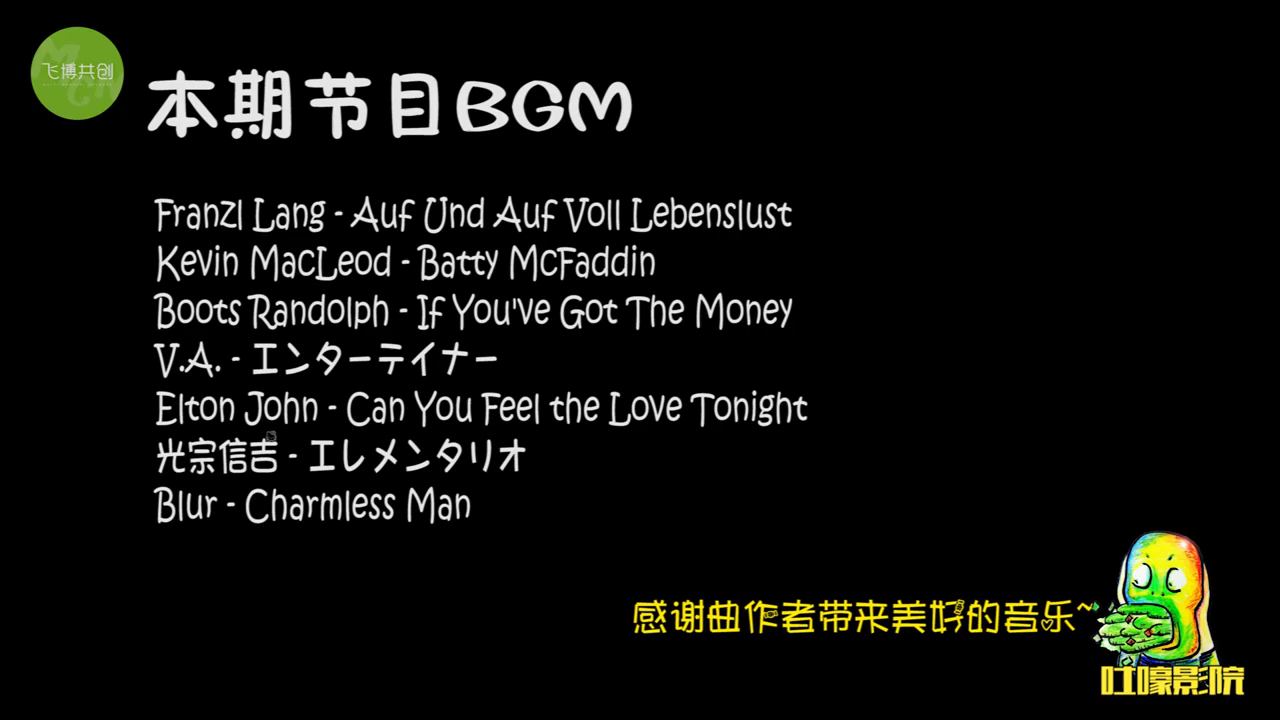 飞博共创
本期节目BGM
Franzl Lang - Auf Und Auf Voll Lebenslust
Kevin MacLeod - Batty McFaddin
Boots Randolph - If You've Got The Money
V.A. - エンターテイナー
Elton John - Can You Feel the Love Tonight
光宗信吉 - エレメンタリオ
Blur - Charmless Man
感谢曲作者带来美好的音乐~
吐嚎影院